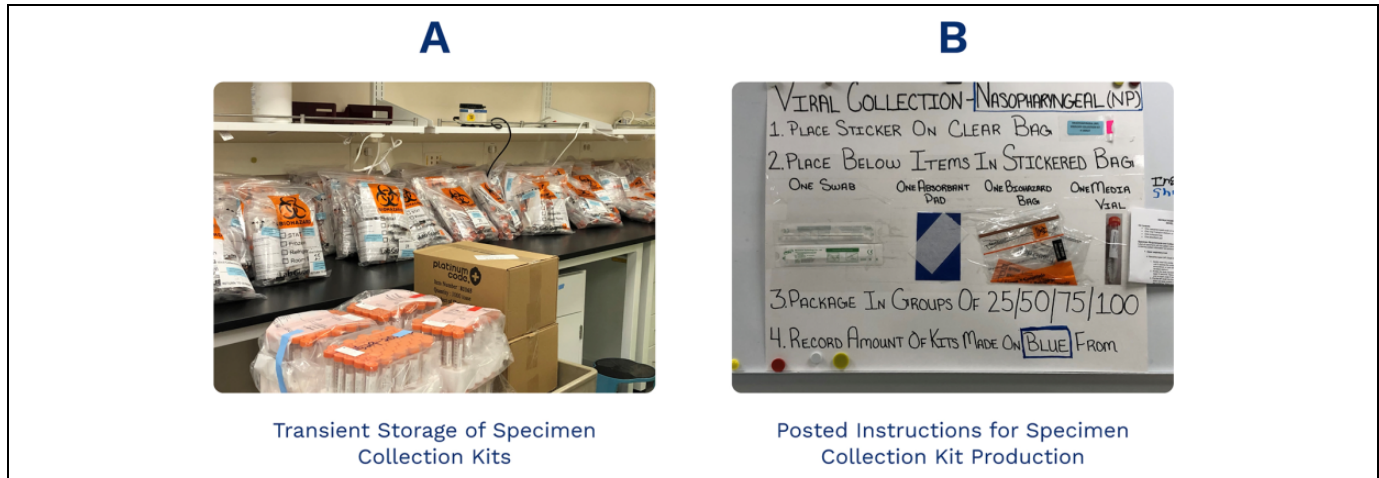 A
B
BIOHAZARD
STAT
Frozen
platinum
code
VIRAL COLLECTION-NASOPHARYNGEAL (NP)
1. PLACE STICKER ON CLEAR BAG
2. PLACE BELOW ITEMS IN STICKERED BAG
ONE SWAB
ONE ABSORBANT
PAD
ONE BIOHAZARD
BAG
ONE MEDIA
VIAL
3. PACKAGE IN GROUPS OF 25/50/75/100
4. RECORD AMOUNT OF KITS MADE ON BLUE FROM
Transient Storage of Specimen
Collection Kits
Posted Instructions for Specimen
Collection Kit Production